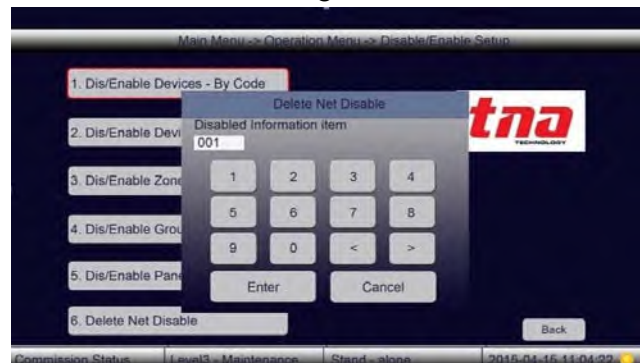 Main Menu -> Operation Menu -> Disable/Enable Setup
1. Dis/Enable Devices - By Code
Delete Net Disable
2. Dis/Enable Devi
Disabled Information item
001
tna
TECHNOLOGY
3. Dis/Enable Zone
1 2 3 4
4. Dis/Enable Grou
5 6 7 8
9 0 < >
5. Dis/Enable Pane
Enter Cancel
6. Delete Net Disable
Back
Commission Status Level3 - Maintenance Stand - alone 2015-04-15 11:04:22